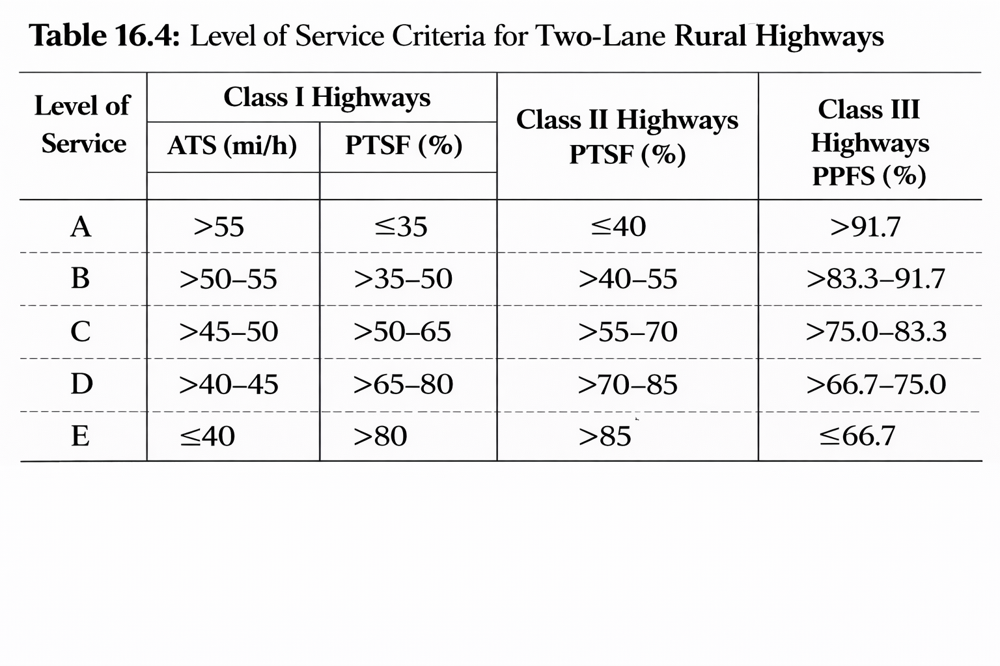 Table 16.4: Level of Service Criteria for Two-Lane Rural Highways
Level of
Service
Class I Highways
ATS (mi/h) PTSF (%)
Class II Highways
PTSF (%)
Class III
Highways
PPFS (%)
A >55 ≤35 ≤40 >91.7
B >50–55 >35–50 >40–55 >83.3–91.7
C >45–50 >50–65 >55–70 >75.0–83.3
D >40–45 >65–80 >70–85 >66.7–75.0
E ≤40 >80 >85 ≤66.7